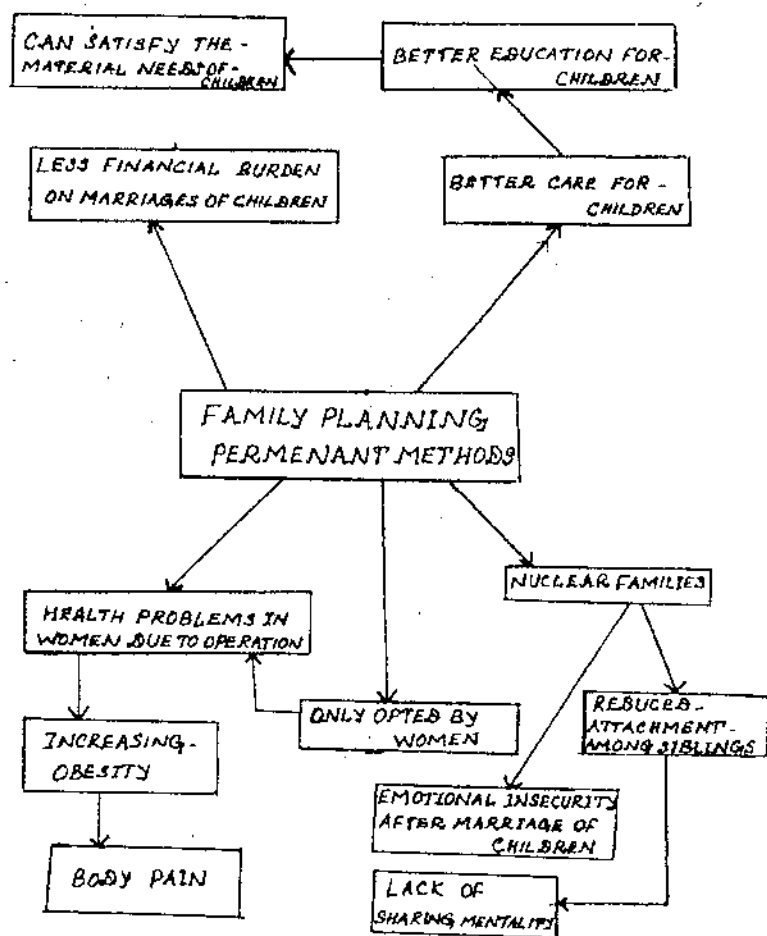 CAN SATISFY THE-
MATERIAL NEEDS OF-
CHILDREN
BETTER EDUCATION FOR-
CHILDREN
LESS FINANCIAL BURDEN
ON MARRIAGES OF CHILDREN
BETTER CARE FOR-
CHILDREN
FAMILY PLANNING
PERMENANT METHODS
NUCLEAR FAMILIES
HEALTH PROBLEMS IN
WOMEN DUE TO OPERATION
ONLY OPTED BY
WOMEN
REDUCED-
ATTACHMENT-
AMONG SIBLINGS
INCREASING-
OBESITY
EMOTIONAL INSECURITY
AFTER MARRIAGE OF
CHILDREN
BODY PAIN
LACK OF
SHARING MENTALITY